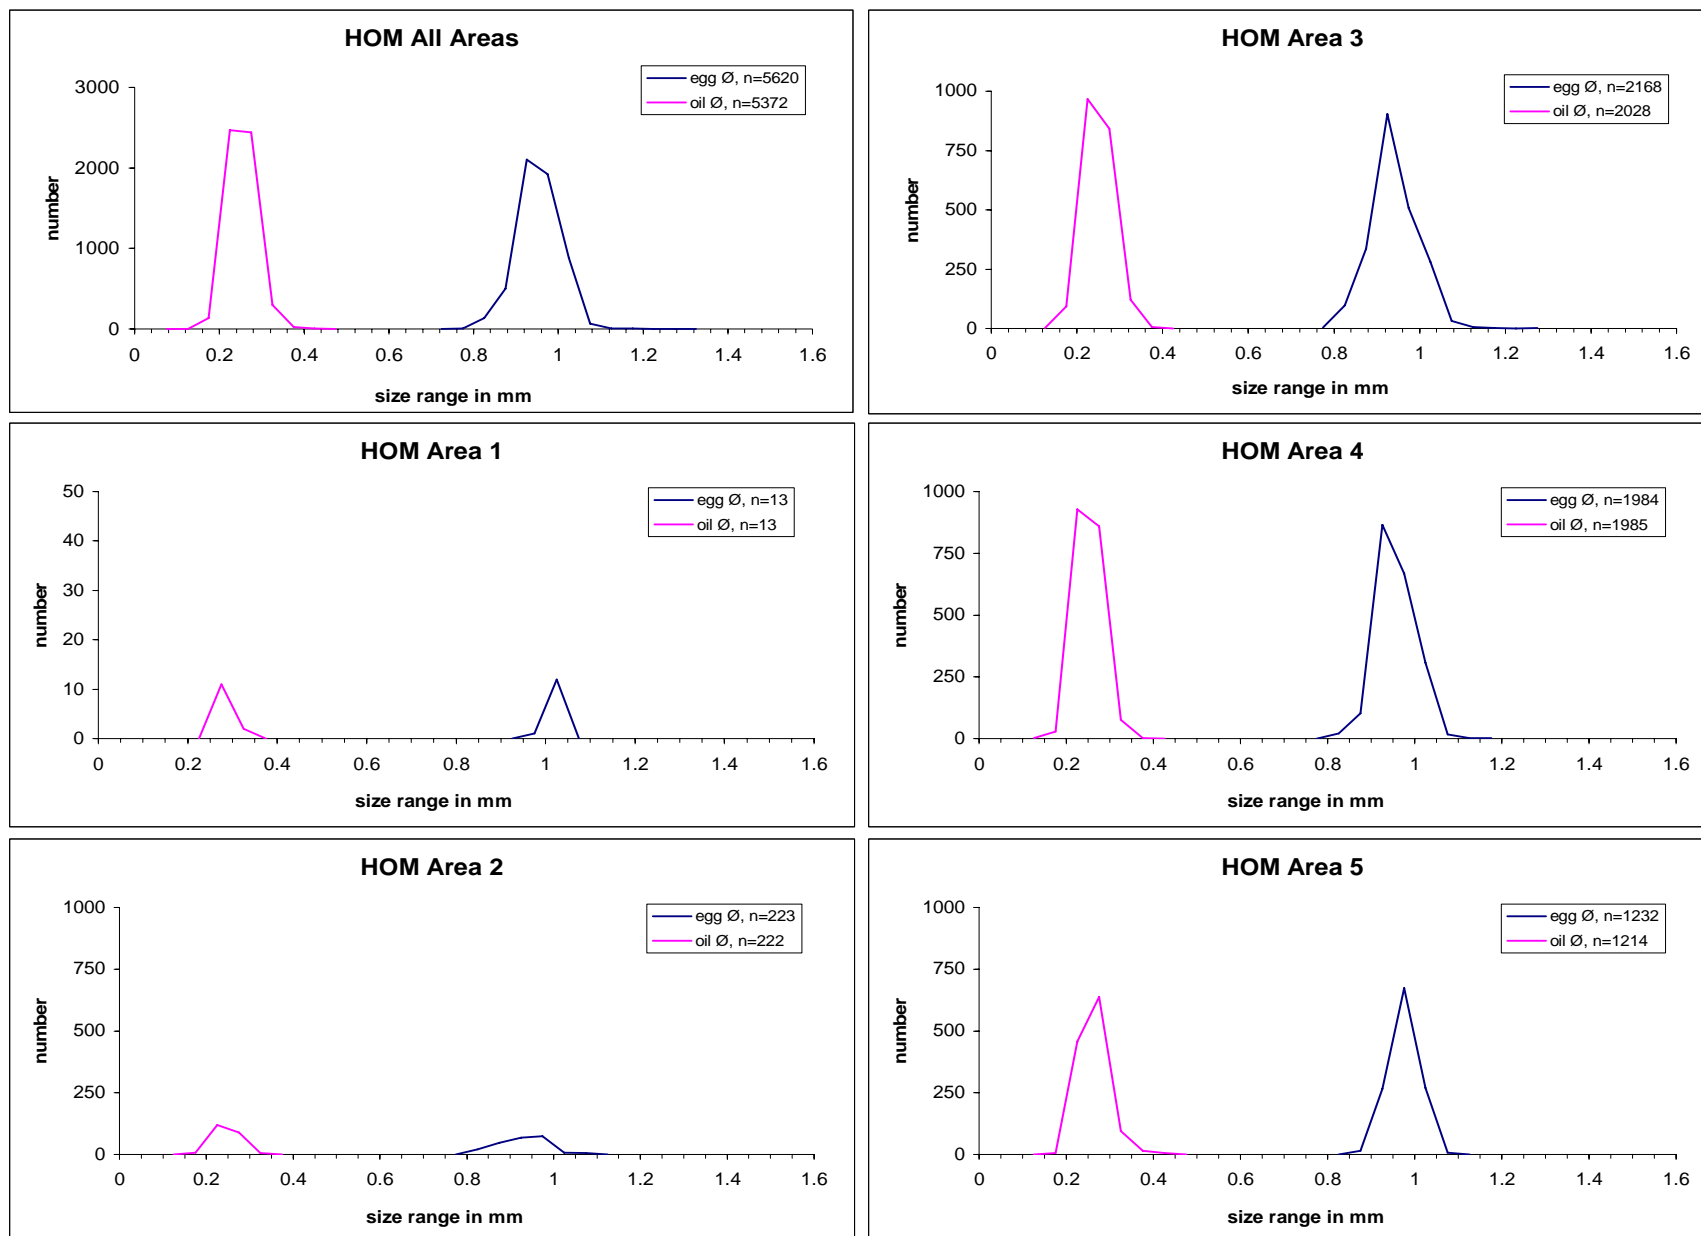 HOM All Areas
egg Ø, n=5620
oil Ø, n=5372
3000
2000
1000
0
number
0 0.2 0.4 0.6 0.8 1 1.2 1.4 1.6
size range in mm
HOM Area 3
egg Ø, n=2168
oil Ø, n=2028
1000
750
500
250
0
number
0 0.2 0.4 0.6 0.8 1 1.2 1.4 1.6
size range in mm
HOM Area 1
egg Ø, n=13
oil Ø, n=13
50
40
30
20
10
0
number
0 0.2 0.4 0.6 0.8 1 1.2 1.4 1.6
size range in mm
HOM Area 4
egg Ø, n=1984
oil Ø, n=1985
1000
750
500
250
0
number
0 0.2 0.4 0.6 0.8 1 1.2 1.4 1.6
size range in mm
HOM Area 2
egg Ø, n=223
oil Ø, n=222
1000
750
500
250
0
number
0 0.2 0.4 0.6 0.8 1 1.2 1.4 1.6
size range in mm
HOM Area 5
egg Ø, n=1232
oil Ø, n=1214
1000
750
500
250
0
number
0 0.2 0.4 0.6 0.8 1 1.2 1.4 1.6
size range in mm